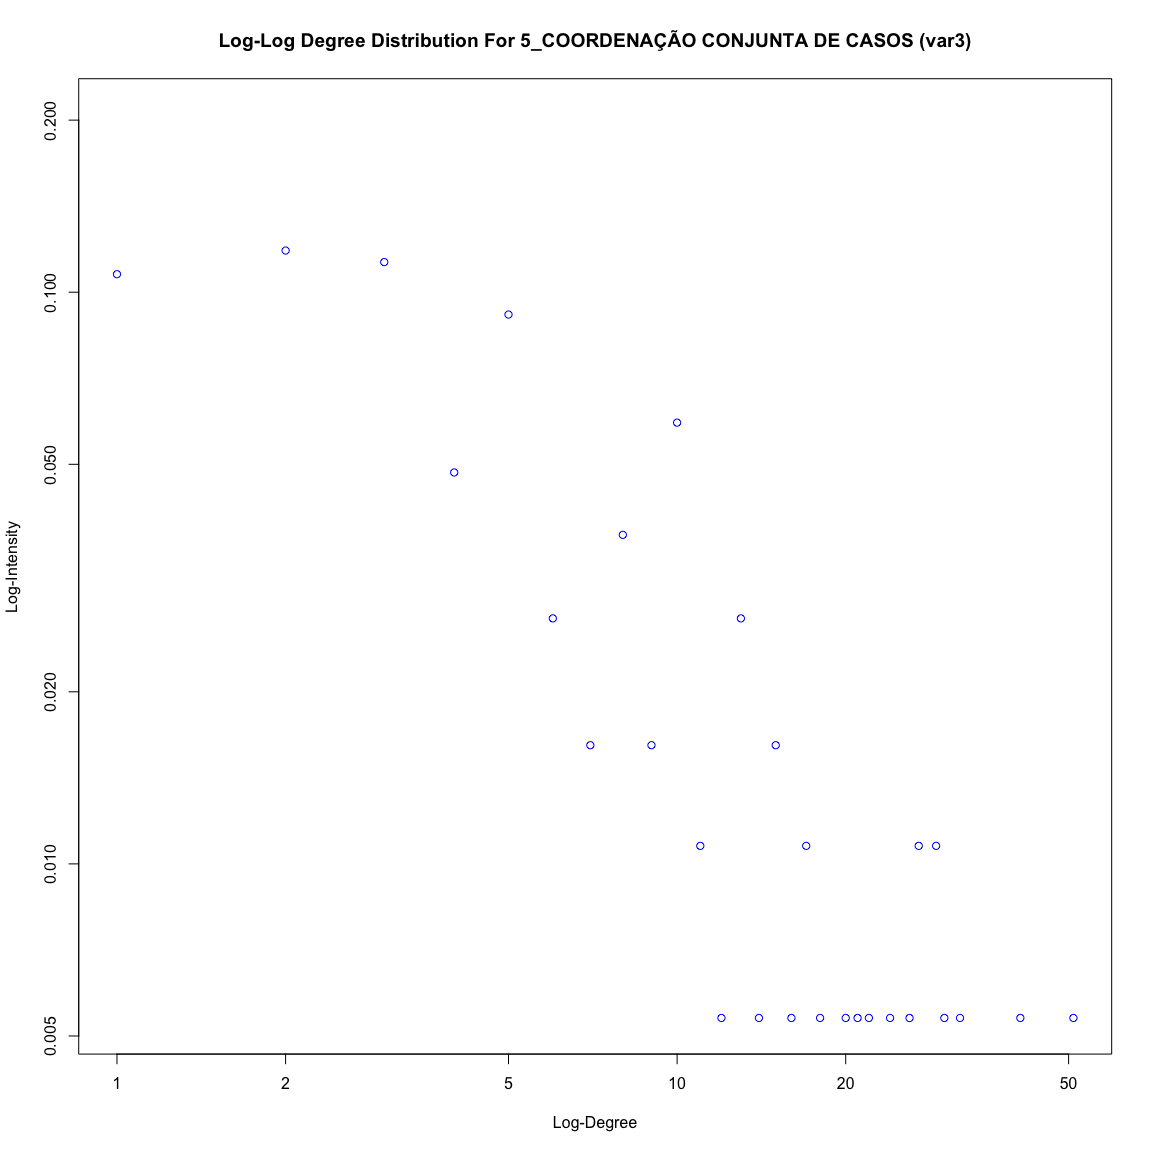 Log-Log Degree Distribution For 5_COORDENAÇÃO CONJUNTA DE CASOS (var3)
0.200
0.100
0.050
0.020
0.010
0.005
Log-Intensity
1 2 5 10 20 50
Log-Degree